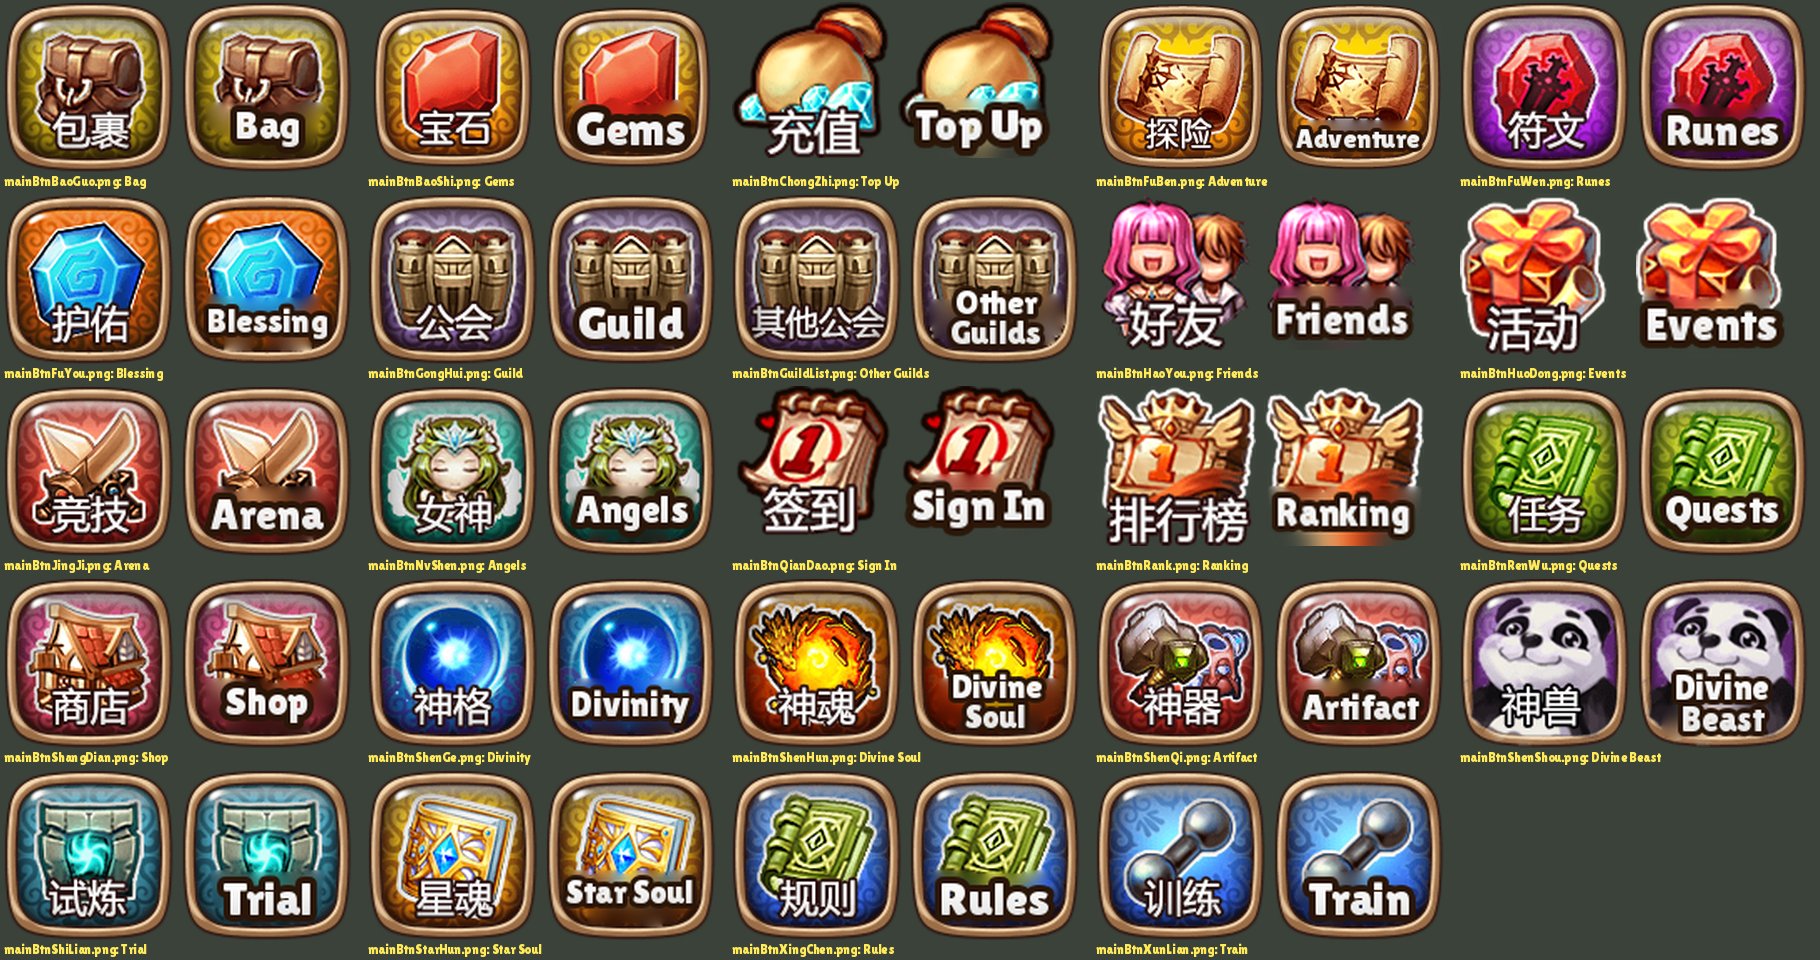 包裹 Bag 宝石 Gems 充值 Top Up 探险 Adventure 符文 Runes
mainBtnBaoGuo.png: Bag mainBtnBaoShi.png: Gems mainBtnChongZhi.png: Top Up mainBtnFuBen.png: Adventure mainBtnFuWen.png: Runes
护佑 Blessing 公会 Guild 其他公会 Other Guilds 好友 Friends 活动 Events
mainBtnFuYou.png: Blessing mainBtnGongHui.png: Guild mainBtnGuildList.png: Other Guilds mainBtnHaoYou.png: Friends mainBtnHuoDong.png: Events
竞技 Arena 女神 Angels 签到 Sign In 排行榜 Ranking 任务 Quests
mainBtnJingJi.png: Arena mainBtnNvShen.png: Angels mainBtnQianDao.png: Sign In mainBtnRank.png: Ranking mainBtnRenWu.png: Quests
商店 Shop 神格 Divinity 神魂 Divine Soul 神器 Artifact 神兽 Divine Beast
mainBtnShangDian.png: Shop mainBtnShenGe.png: Divinity mainBtnShenHun.png: Divine Soul mainBtnShenQi.png: Artifact mainBtnShenShou.png: Divine Beast
试炼 Trial 星魂 Star Soul 规则 Rules 训练 Train
mainBtnShiLian.png: Trial mainBtnStarHun.png: Star Soul mainBtnXingChen.png: Rules mainBtnXunLian.png: Train